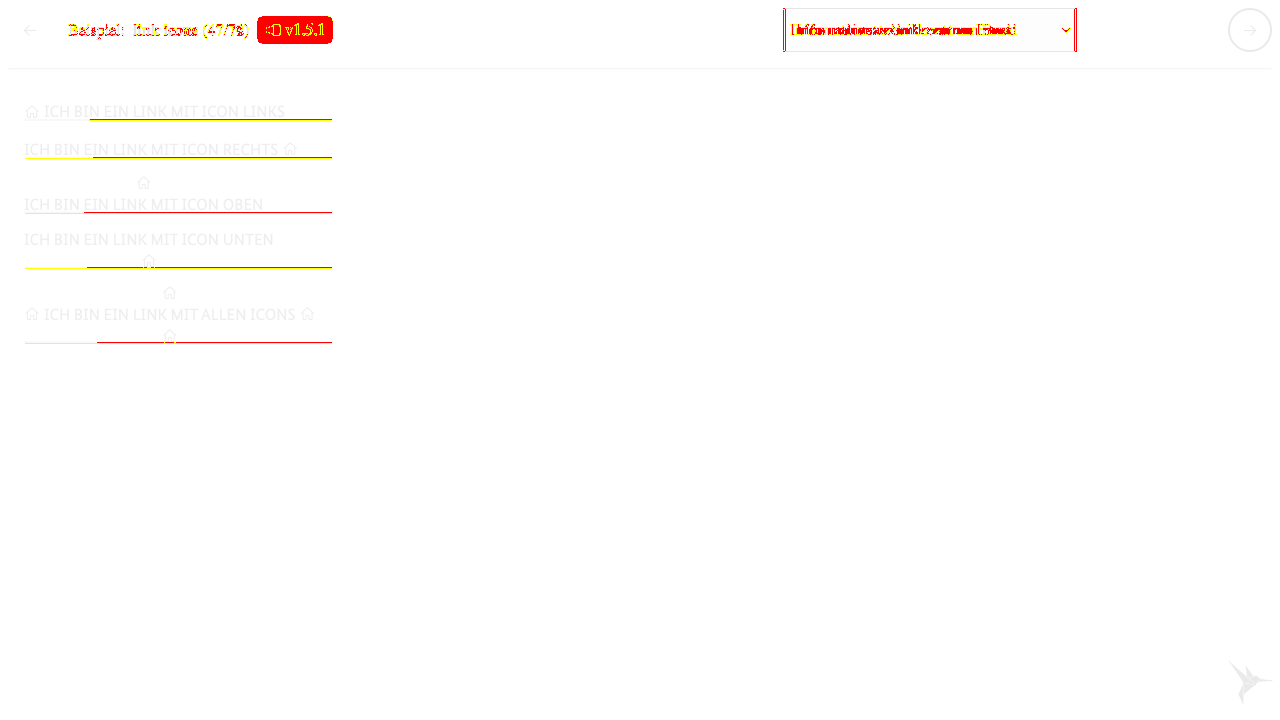 Beispiel: link-icons (47/78) v1.5.1
ICH BIN EIN LINK MIT ICON LINKS
ICH BIN EIN LINK MIT ICON RECHTS
ICH BIN EIN LINK MIT ICON OBEN
ICH BIN EIN LINK MIT ICON UNTEN
ICH BIN EIN LINK MIT ALLEN ICONS